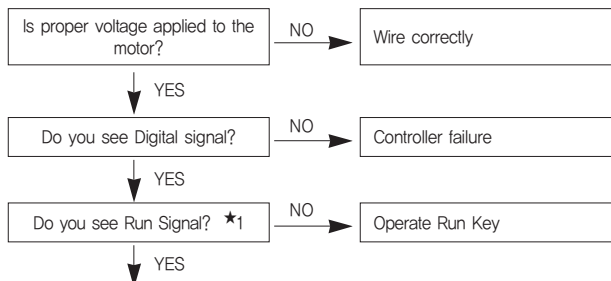 Is proper voltage applied to the
motor?
NO
Wire correctly
YES
Do you see Digital signal?
NO
Controller failure
YES
Do you see Run Signal? ★1
NO
Operate Run Key
YES